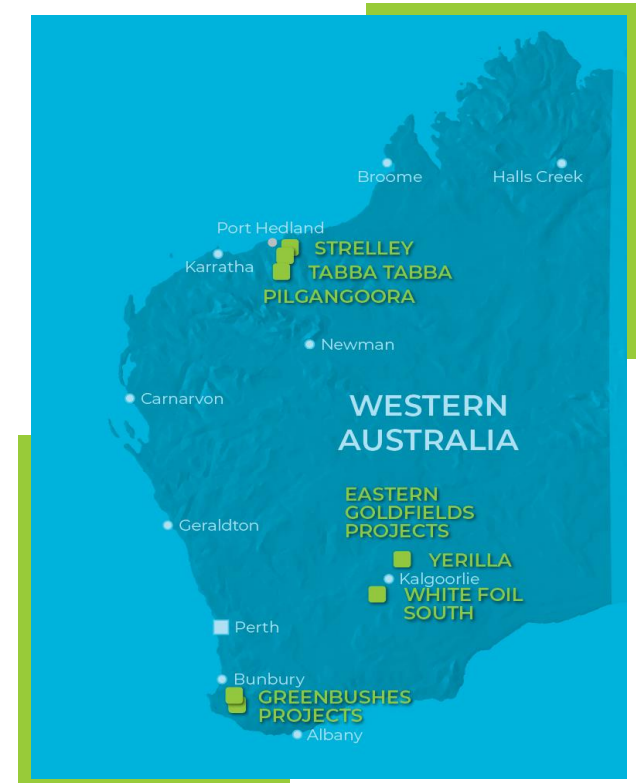 Broome
Halls Creek
Port Hedland
STRELLEY
Karratha
TABBA TABBA
PILGANGOORA
Newman
Carnarvon
WESTERN
AUSTRALIA
EASTERN
GOLDFIELDS
PROJECTS
Geraldton
YERILLA
Kalgoorlie
WHITE FOIL
SOUTH
Perth
Bunbury
GREENBUSHES
PROJECTS
Albany